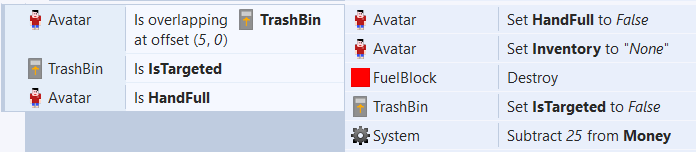 Avatar Is overlapping TrashBin
at offset (5, 0)
TrashBin Is IsTargeted
Avatar Is HandFull
Avatar Set HandFull to False
Avatar Set Inventory to "None"
FuelBlock Destroy
TrashBin Set IsTargeted to False
System Subtract 25 from Money